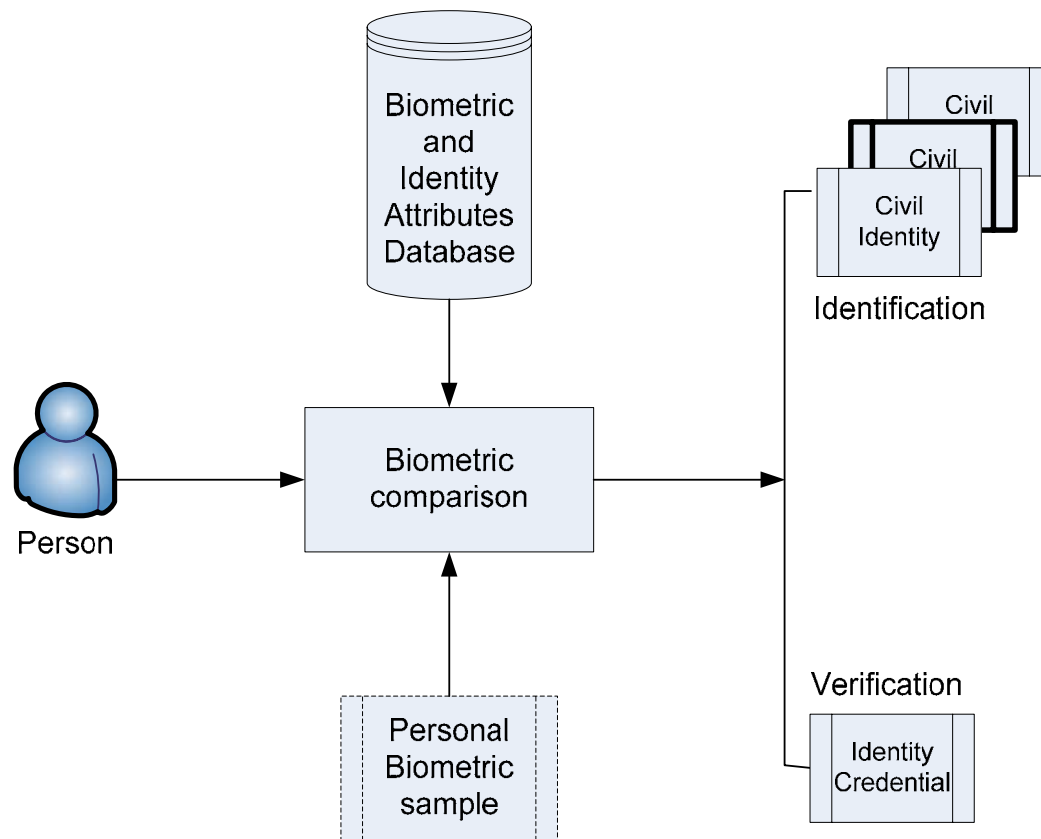 Biometric
and
Identity
Attributes
Database
Civil
Civil
Civil
Identity
Identification
Person
Biometric
comparison
Verification
Personal
Biometric
sample
Identity
Credential